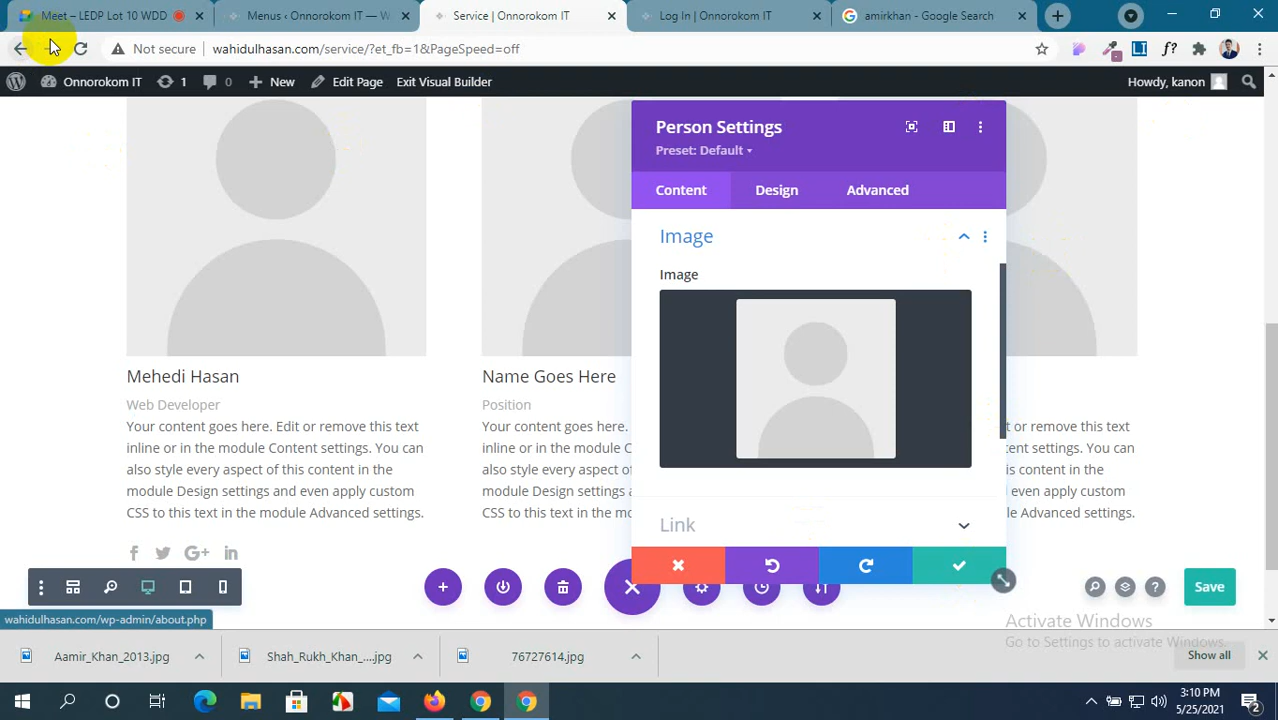 Meet – LEDP Lot 10 WDD
Menus ‹ Onnorokom IT — W
Service | Onnorokom IT
Log In | Onnorokom IT
amirkhan - Google Search
Not secure
wahidulhasan.com/service/?et_fb=1&PageSpeed=off
Onnorokom IT
1
0
New
Edit Page
Exit Visual Builder
Howdy, kanon
Person Settings
Preset: Default
Content
Design
Advanced
Image
Image
Mehedi Hasan
Web Developer
Your content goes here. Edit or remove this text
inline or in the module Content settings. You can
also style every aspect of this content in the
module Design settings and even apply custom
CSS to this text in the module Advanced settings.
Name Goes Here
Position
Your content goes here.
inline or in the module
also style every aspect
module Design settings
CSS to this text in the m
or remove this text
tent settings. You can
content in the
en apply custom
Advanced settings.
Link
Save
wahidulhasan.com/wp-admin/about.php
Activate Windows
Go to Settings to activate Windows.
Aamir_Khan_2013.jpg
Shah_Rukh_Khan_....jpg
76727614.jpg
Show all
3:10 PM
5/25/2021
2